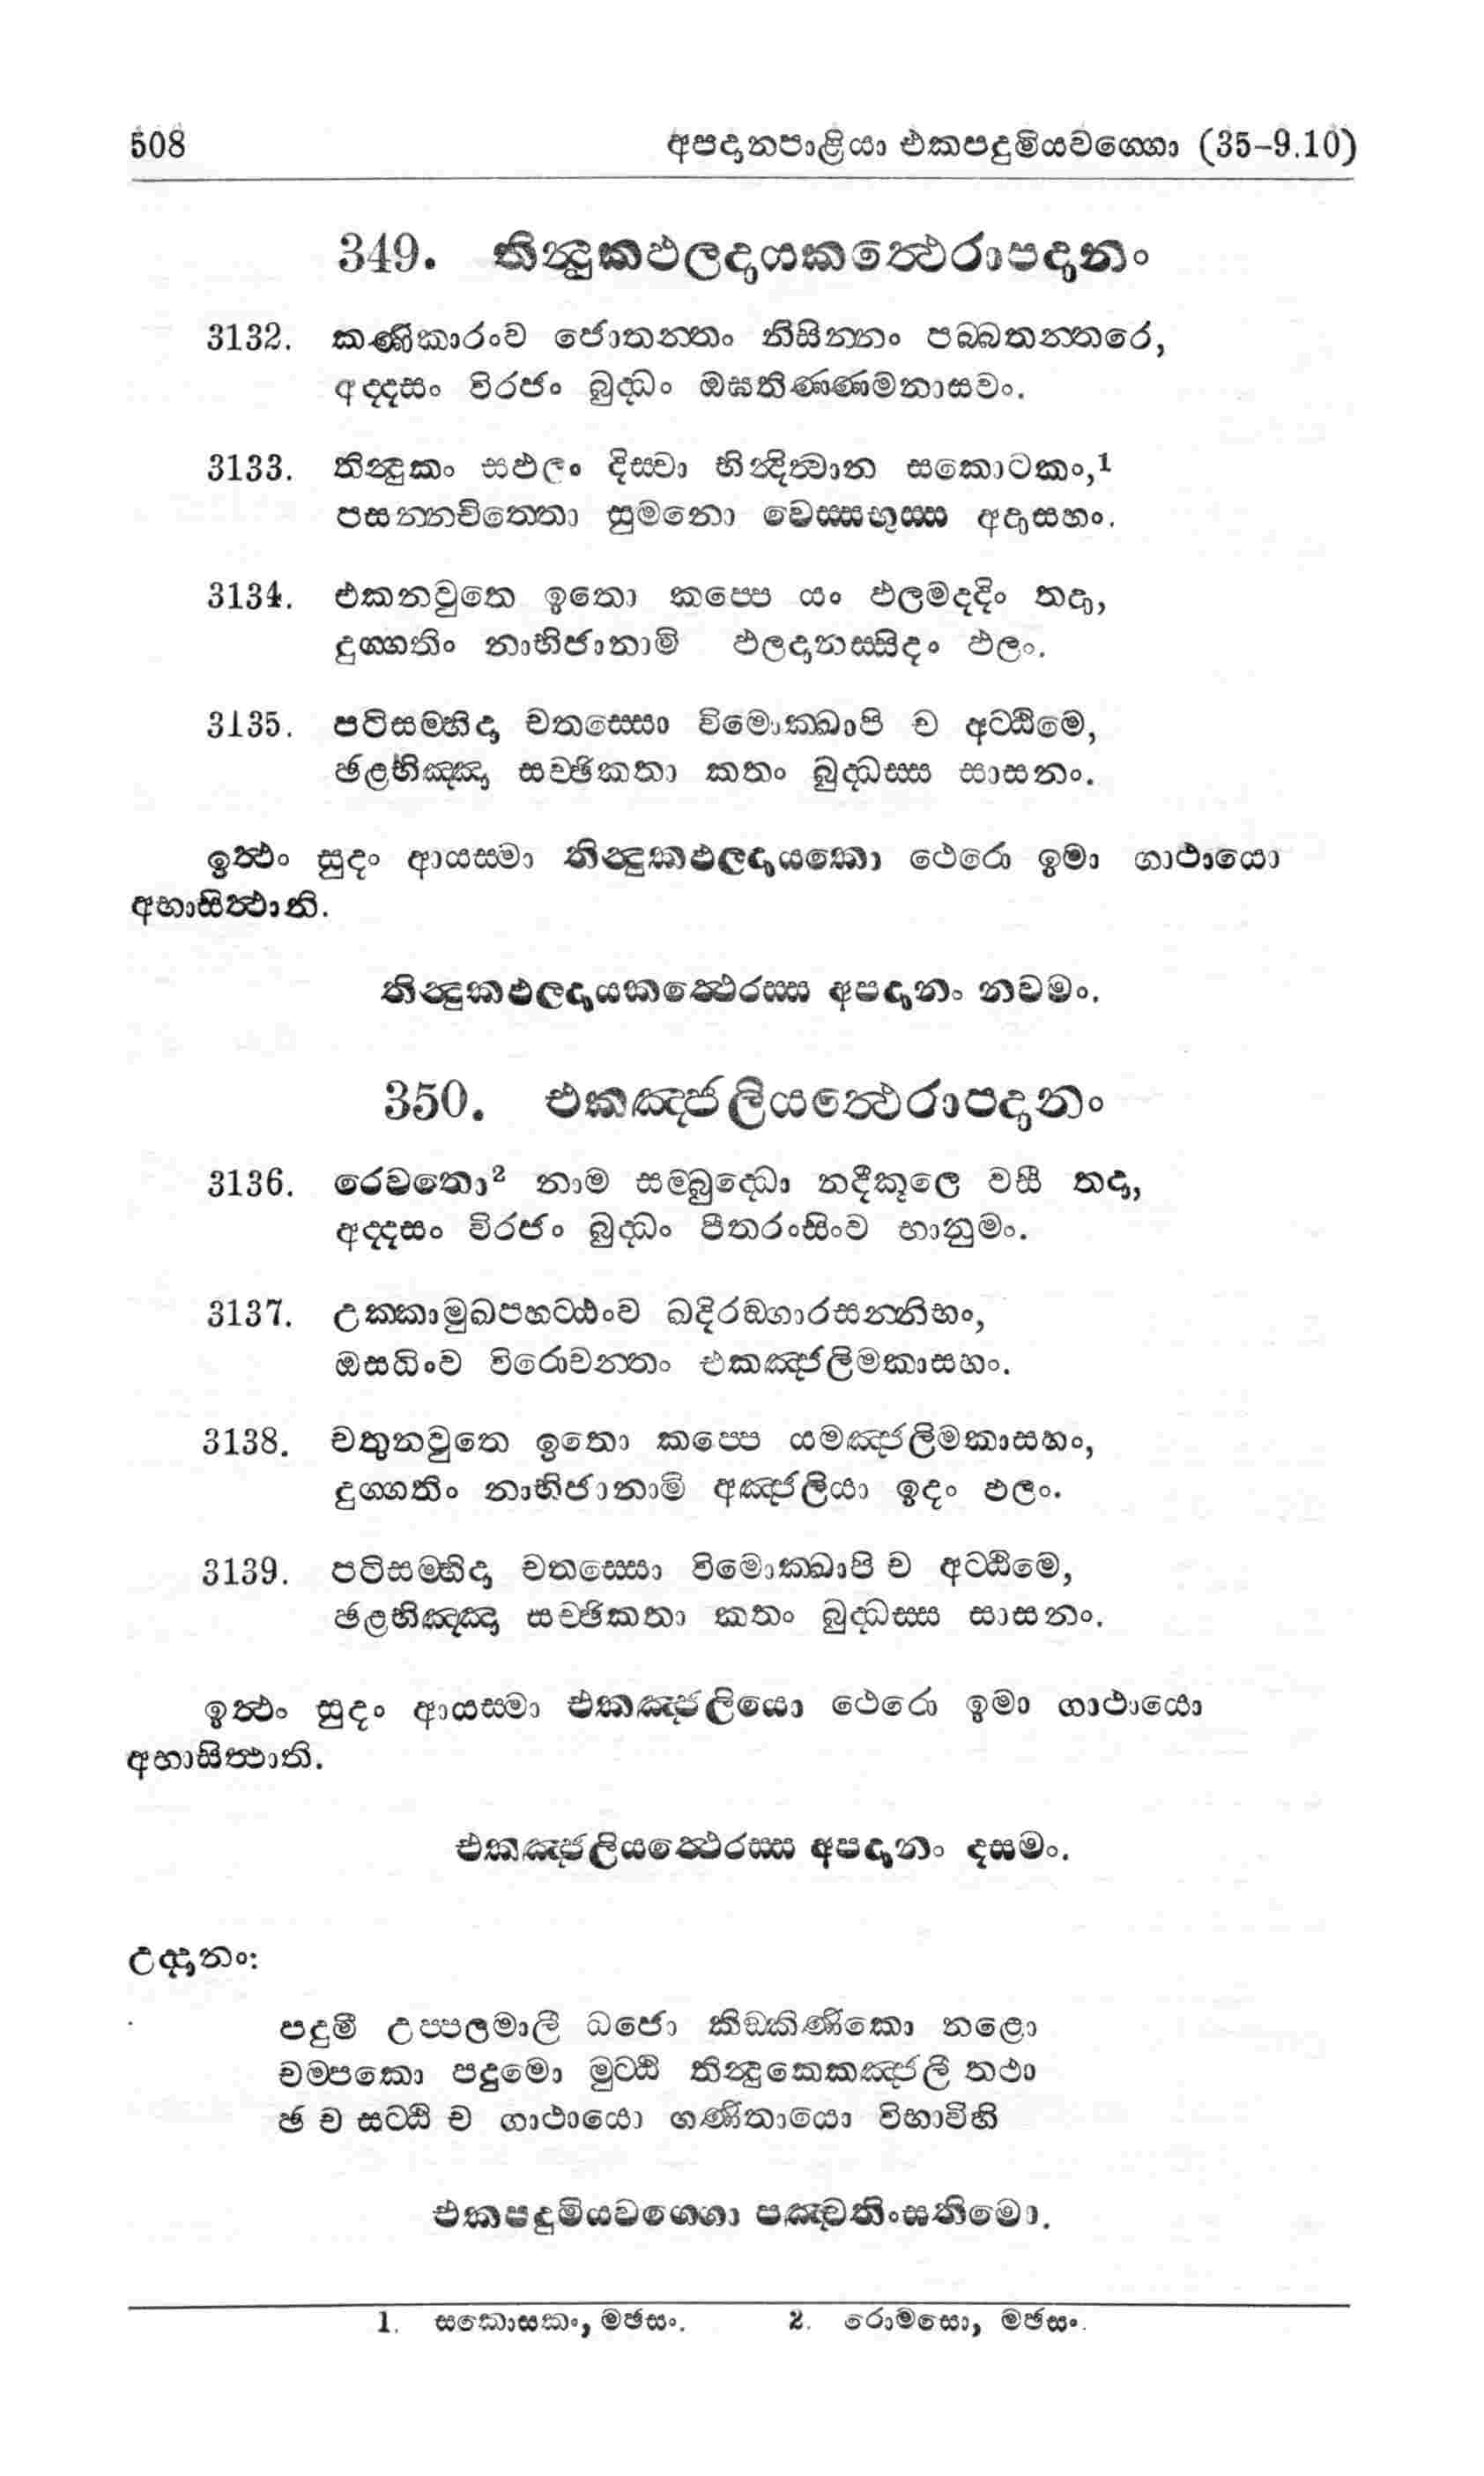 508 අපදානපාළියා එකපදුමියවග්ගො (35-9.10)
349. තින්දුකඵලදායකත්ථෙරාපදානං
3132. කණිකාරංව ජොතන්තං නිසින්නං පබ්බතන්තරෙ,
අද්දසං විරජං බුද්ධං ඔඝතිණ්ණමනාසවං.
3133. තින්දුකං සඵලං දිස්වා භින්දිත්වාන සකොටකං,¹
පසන්නචිත්තො සුමනො වෙස්සභුස්ස අදාසහං.
3134. එකනවුතෙ ඉතො කප්පෙ යං ඵලමදදිං තදා,
දුග්ගතිං නාභිජානාමි ඵලදානස්සිදං ඵලං.
3135. පටිසම්භිදා චතස්සො විමොක්ඛාපි ච අට්ඨිමෙ,
ඡළභිඤ්ඤා සච්ඡිකතා කතං බුද්ධස්ස සාසනං.
ඉත්ථං සුදං ආයස්මා තින්දුකඵලදායකො ථෙරො ඉමා ගාථායො
අභාසිත්ථාති.
තින්දුකඵලදායකත්ථෙරස්ස අපදානං නවමං.
350. එකඤ්ජලියත්ථෙරාපදානං
3136. රෙවතො² නාම සම්බුද්ධො නදීකූලෙ වසී තදා,
අද්දසං විරජං බුද්ධං පීතරංසිංව භානුමං.
3137. උක්කාමුඛපහට්ඨංව ඛදිරඞ්ගාරසන්නිභං,
ඔසධිංව විරොචන්තං එකඤ්ජලිමකාසහං.
3138. චතුනවුතෙ ඉතො කප්පෙ යමඤ්ජලිමකාසහං,
දුග්ගතිං නාභිජානාමි අඤ්ජලියා ඉදං ඵලං.
3139. පටිසම්භිදා චතස්සො විමොක්ඛාපි ච අට්ඨිමෙ,
ඡළභිඤ්ඤා සච්ඡිකතා කතං බුද්ධස්ස සාසනං.
ඉත්ථං සුදං ආයස්මා එකඤ්ජලියො ථෙරො ඉමා ගාථායො
අභාසිත්ථාති.
එකඤ්ජලියත්ථෙරස්ස අපදානං දසමං.
උද්දානං:
පදුමී උප්පලමාලී ධජො කිඞ්කිණිකො නළො
චම්පකො පදුමො මුට්ඨි තින්දුකෙකඤ්ජලී තථා
ඡ ච සට්ඨි ච ගාථායො ගණිතායො විභාවිභි
එකපදුමියවග්ගො පඤ්චතිංසතිමො.
1. සකොසකං, මඡසං. 2. රොමසො, මඡසං.